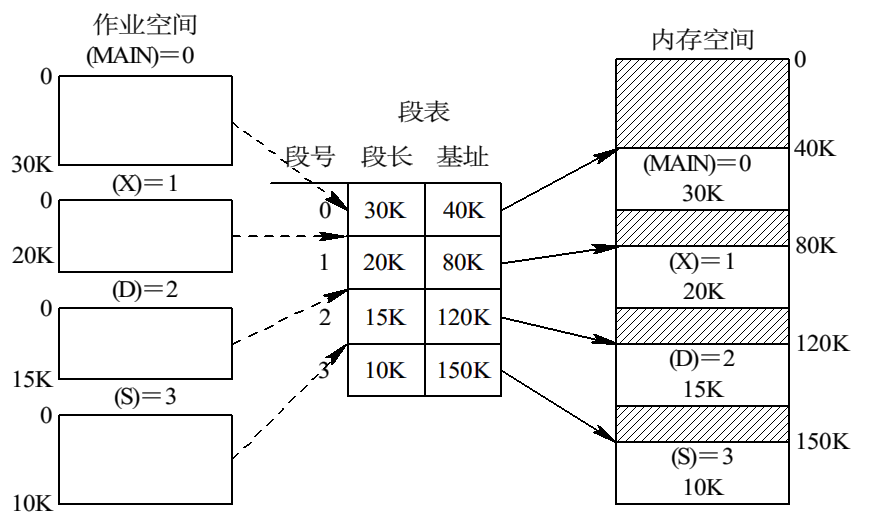 作业空间
(MAIN)＝0
0
30K
(X)＝1
0
20K
(D)＝2
0
15K
(S)＝3
0
10K
段表
段号 段长 基址
0 30K 40K
1 20K 80K
2 15K 120K
3 10K 150K
内存空间
0
40K
(MAIN)＝0
30K
80K
(X)＝1
20K
120K
(D)＝2
15K
150K
(S)＝3
10K